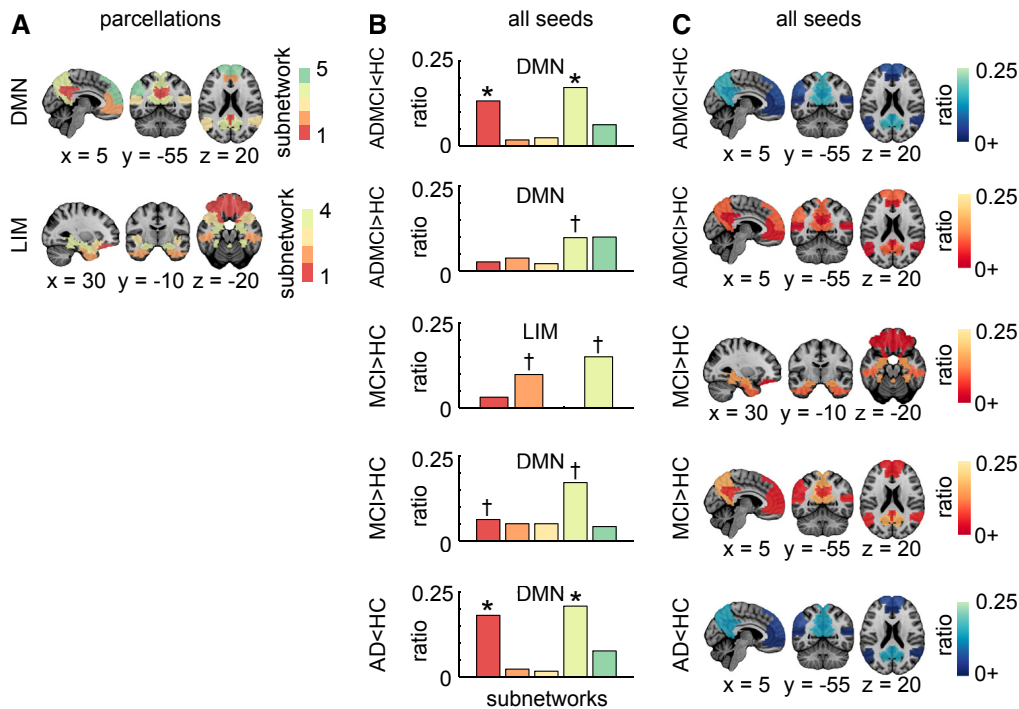 A parcellations
DMN
x = 5 y = -55 z = 20
subnetwork
5
1
LIM
x = 30 y = -10 z = -20
subnetwork
4
1
B all seeds
ADMCI<HC
ratio
0.25
0
DMN
* *
ADMCI>HC
ratio
0.25
0
DMN
†
MCI>HC
ratio
0.25
0
LIM
† †
MCI>HC
ratio
0.25
0
DMN
† †
AD<HC
ratio
0.25
0
DMN
* *
subnetworks
C all seeds
ADMCI<HC
x = 5 y = -55 z = 20
ratio
0.25
0+
ADMCI>HC
x = 5 y = -55 z = 20
ratio
0.25
0+
MCI>HC
x = 30 y = -10 z = -20
ratio
0.25
0+
MCI>HC
x = 5 y = -55 z = 20
ratio
0.25
0+
AD<HC
x = 5 y = -55 z = 20
ratio
0.25
0+